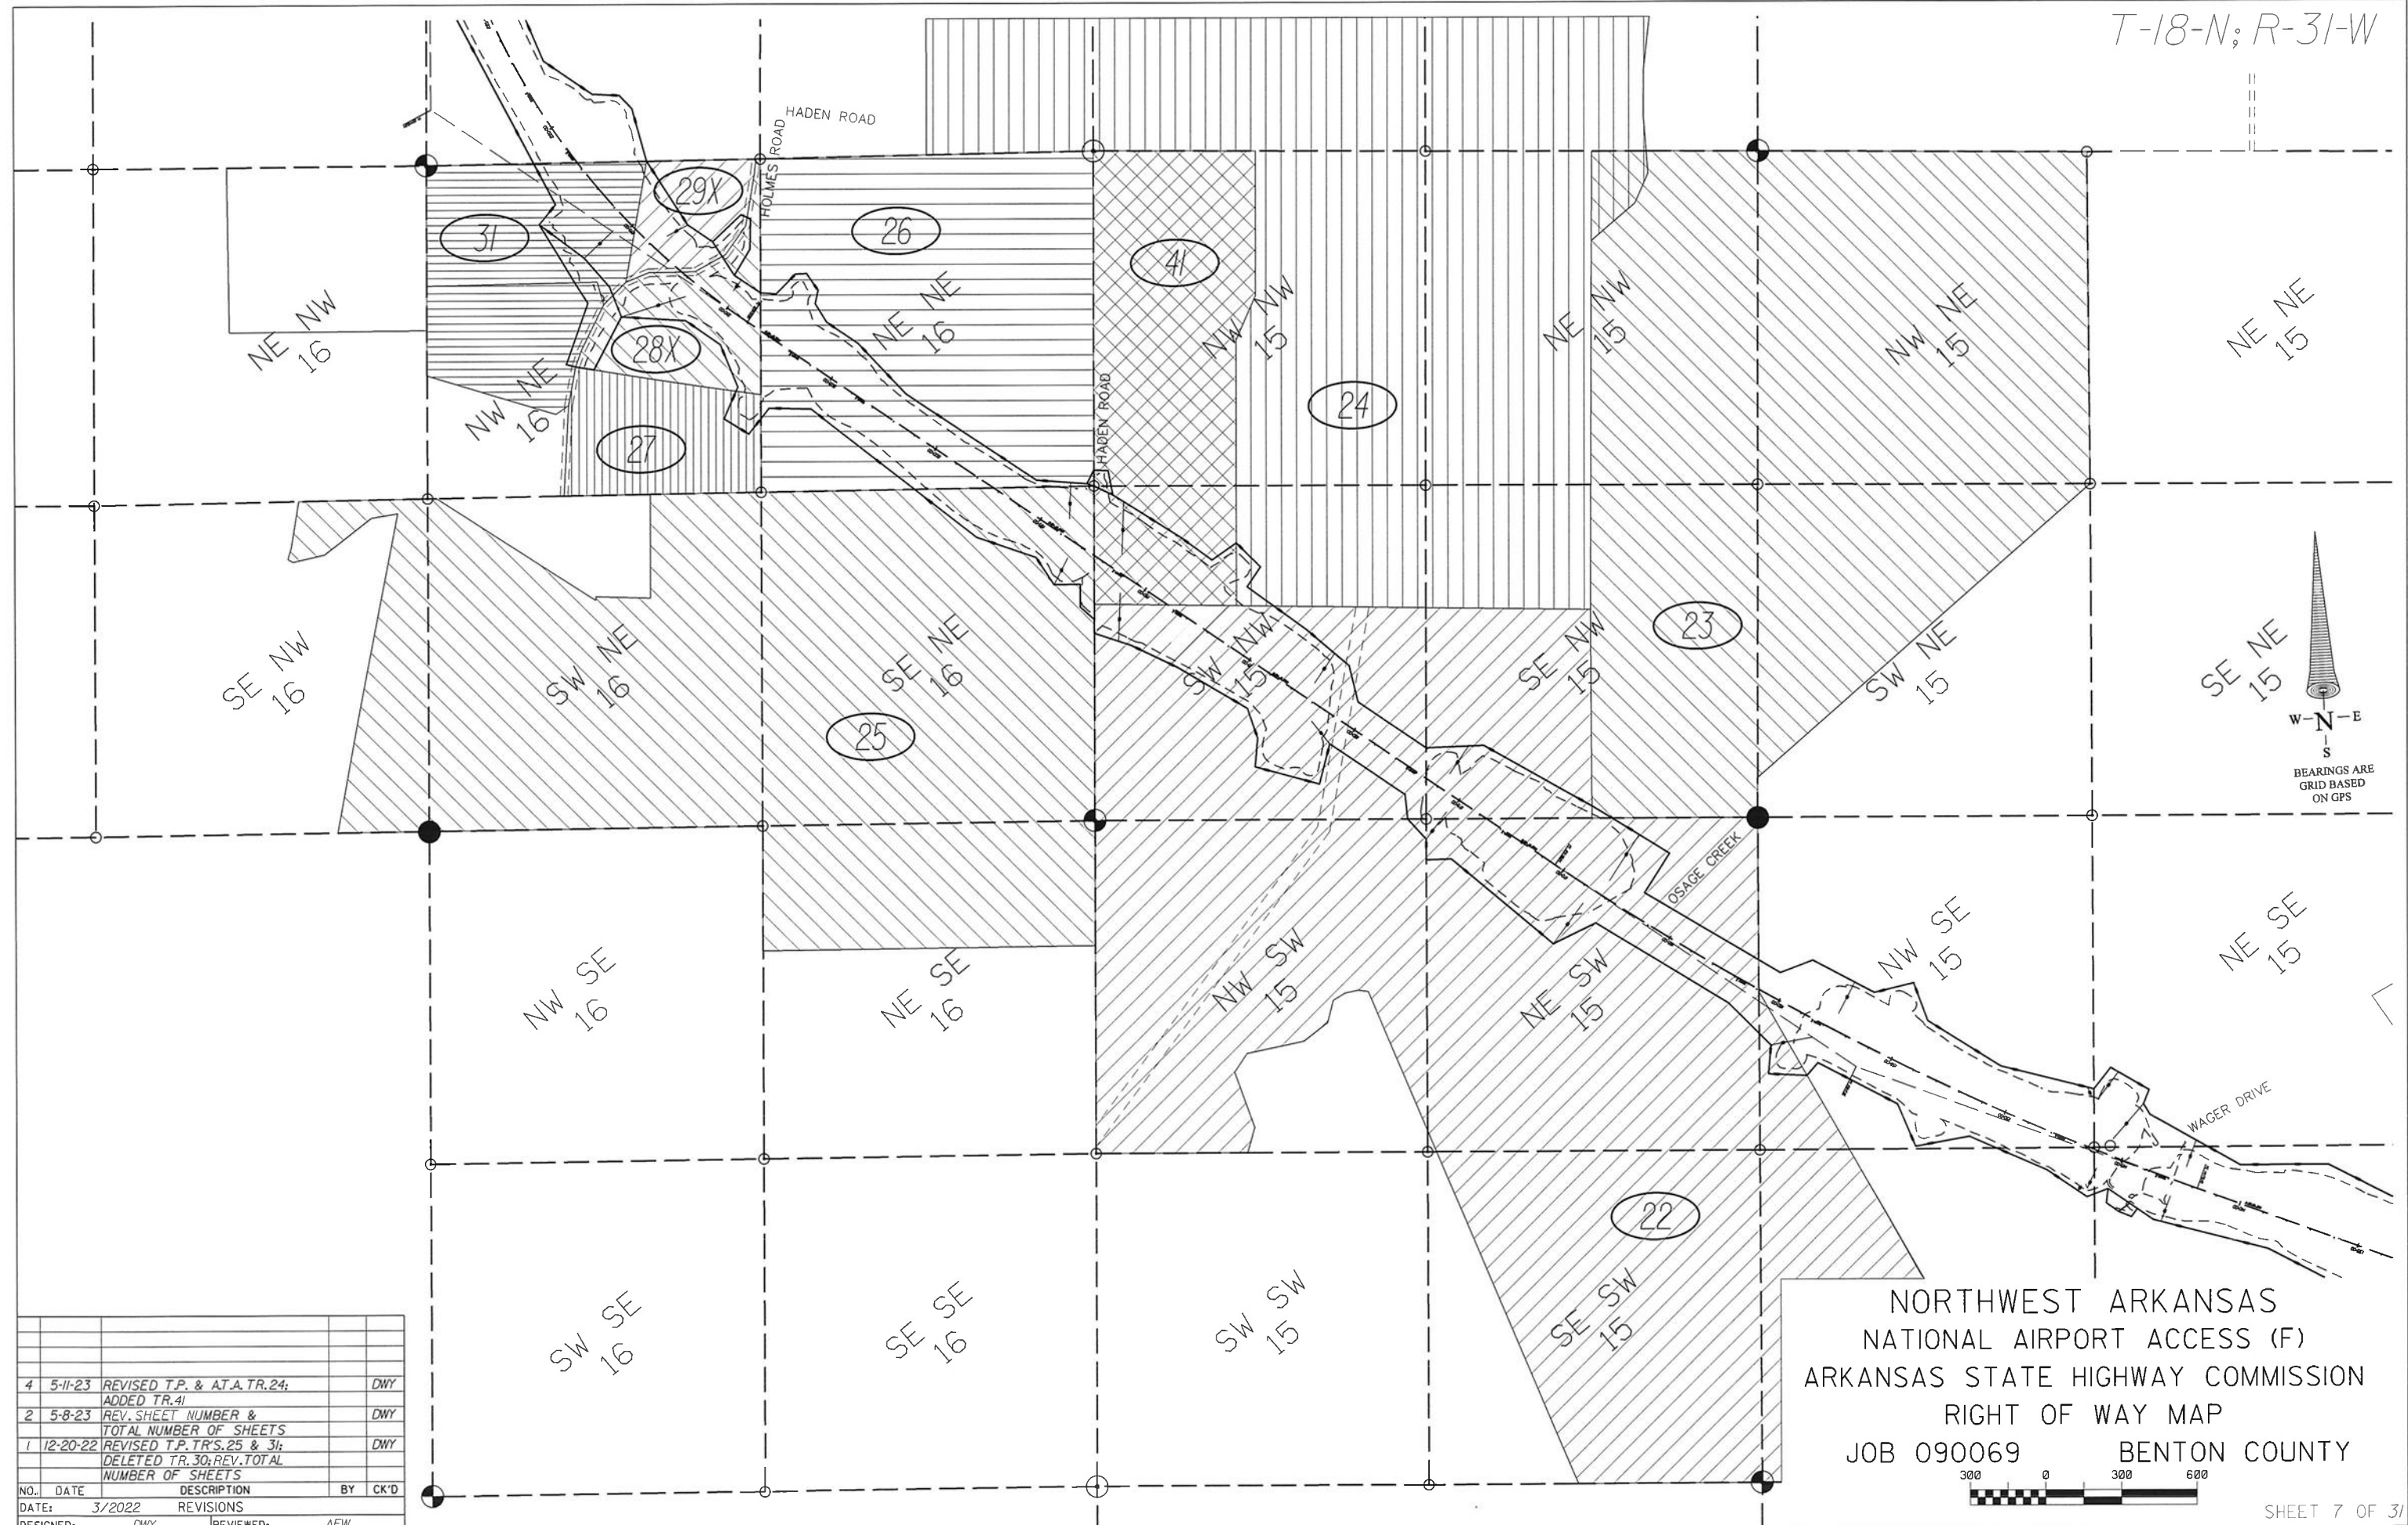 T-18-N; R-31-W
HADEN ROAD
HOLMES ROAD
29X
31
26
41
NE NW
16
NW NE
16
28X
NE NE
16
NW NW
15
NE NW
15
NW NE
15
NE NE
15
HADEN ROAD
24
27
SE NW
16
SW NE
16
SE NE
16
25
SW NW
15
SE NW
15
23
SW NE
15
SE NE
15
W-N-E
S
BEARINGS ARE
GRID BASED
ON GPS
OSAGE CREEK
NW SE
16
NE SE
16
NW SW
15
NE SW
15
NW SE
15
NE SE
15
WAGER DRIVE
22
SW SE
16
SE SE
16
SW SW
15
SE SW
15
NORTHWEST ARKANSAS
NATIONAL AIRPORT ACCESS (F)
ARKANSAS STATE HIGHWAY COMMISSION
RIGHT OF WAY MAP
JOB 090069 BENTON COUNTY
300 0 300 600
SHEET 7 OF 31
4 5-11-23 REVISED T.P. & A.T.A. TR.24; DWY
ADDED TR.41
2 5-8-23 REV. SHEET NUMBER & DWY
TOTAL NUMBER OF SHEETS
1 12-20-22 REVISED T.P. TR'S. 25 & 31; DWY
DELETED TR. 30; REV. TOTAL
NUMBER OF SHEETS
NO. DATE DESCRIPTION BY CK'D
DATE: 3/2022 REVISIONS
DESIGNED: DWY REVIEWED: AEW